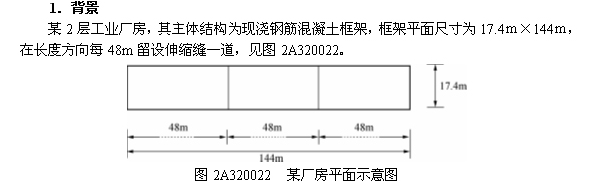 1. 背景
某 2 层工业厂房，其主体结构为现浇钢筋混凝土框架，框架平面尺寸为 17.4m×144m，
在长度方向每 48m 留设伸缩缝一道，见图 2A320022。
17.4m
48m 48m 48m
144m
图 2A320022 某厂房平面示意图